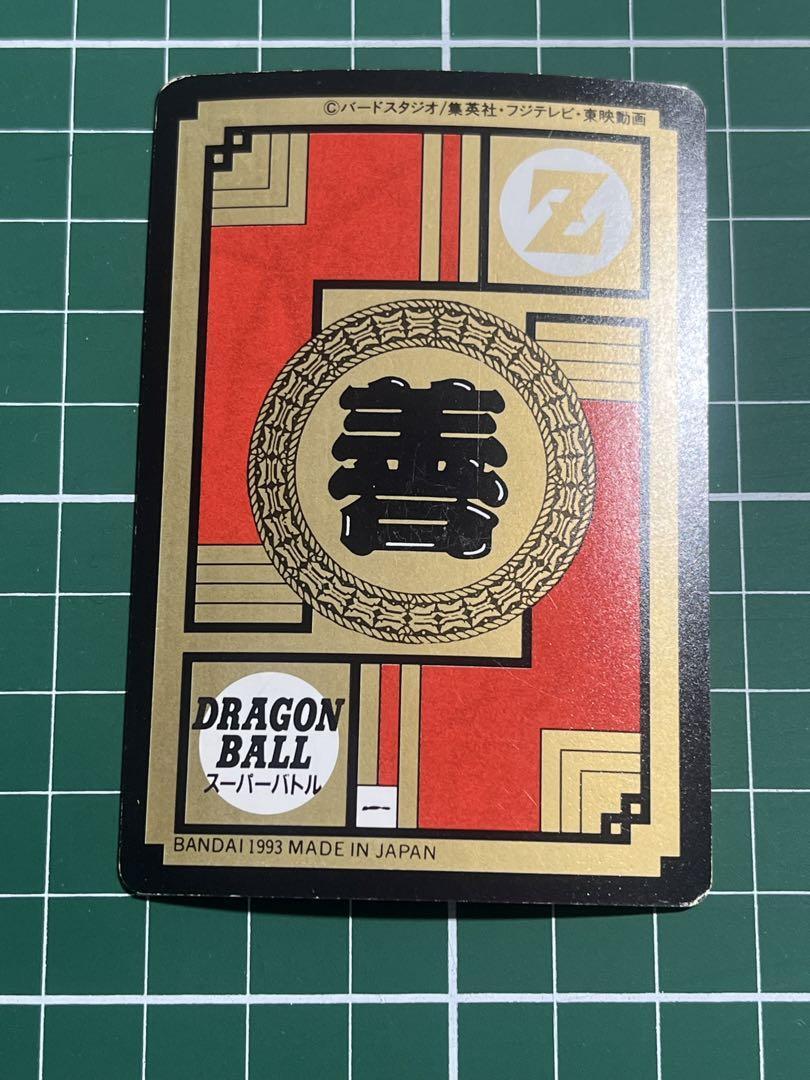 ©バードスタジオ/集英社・フジテレビ・東映動画
Z
善
DRAGON
BALL
スーパーバトル
一
BANDAI 1993 MADE IN JAPAN